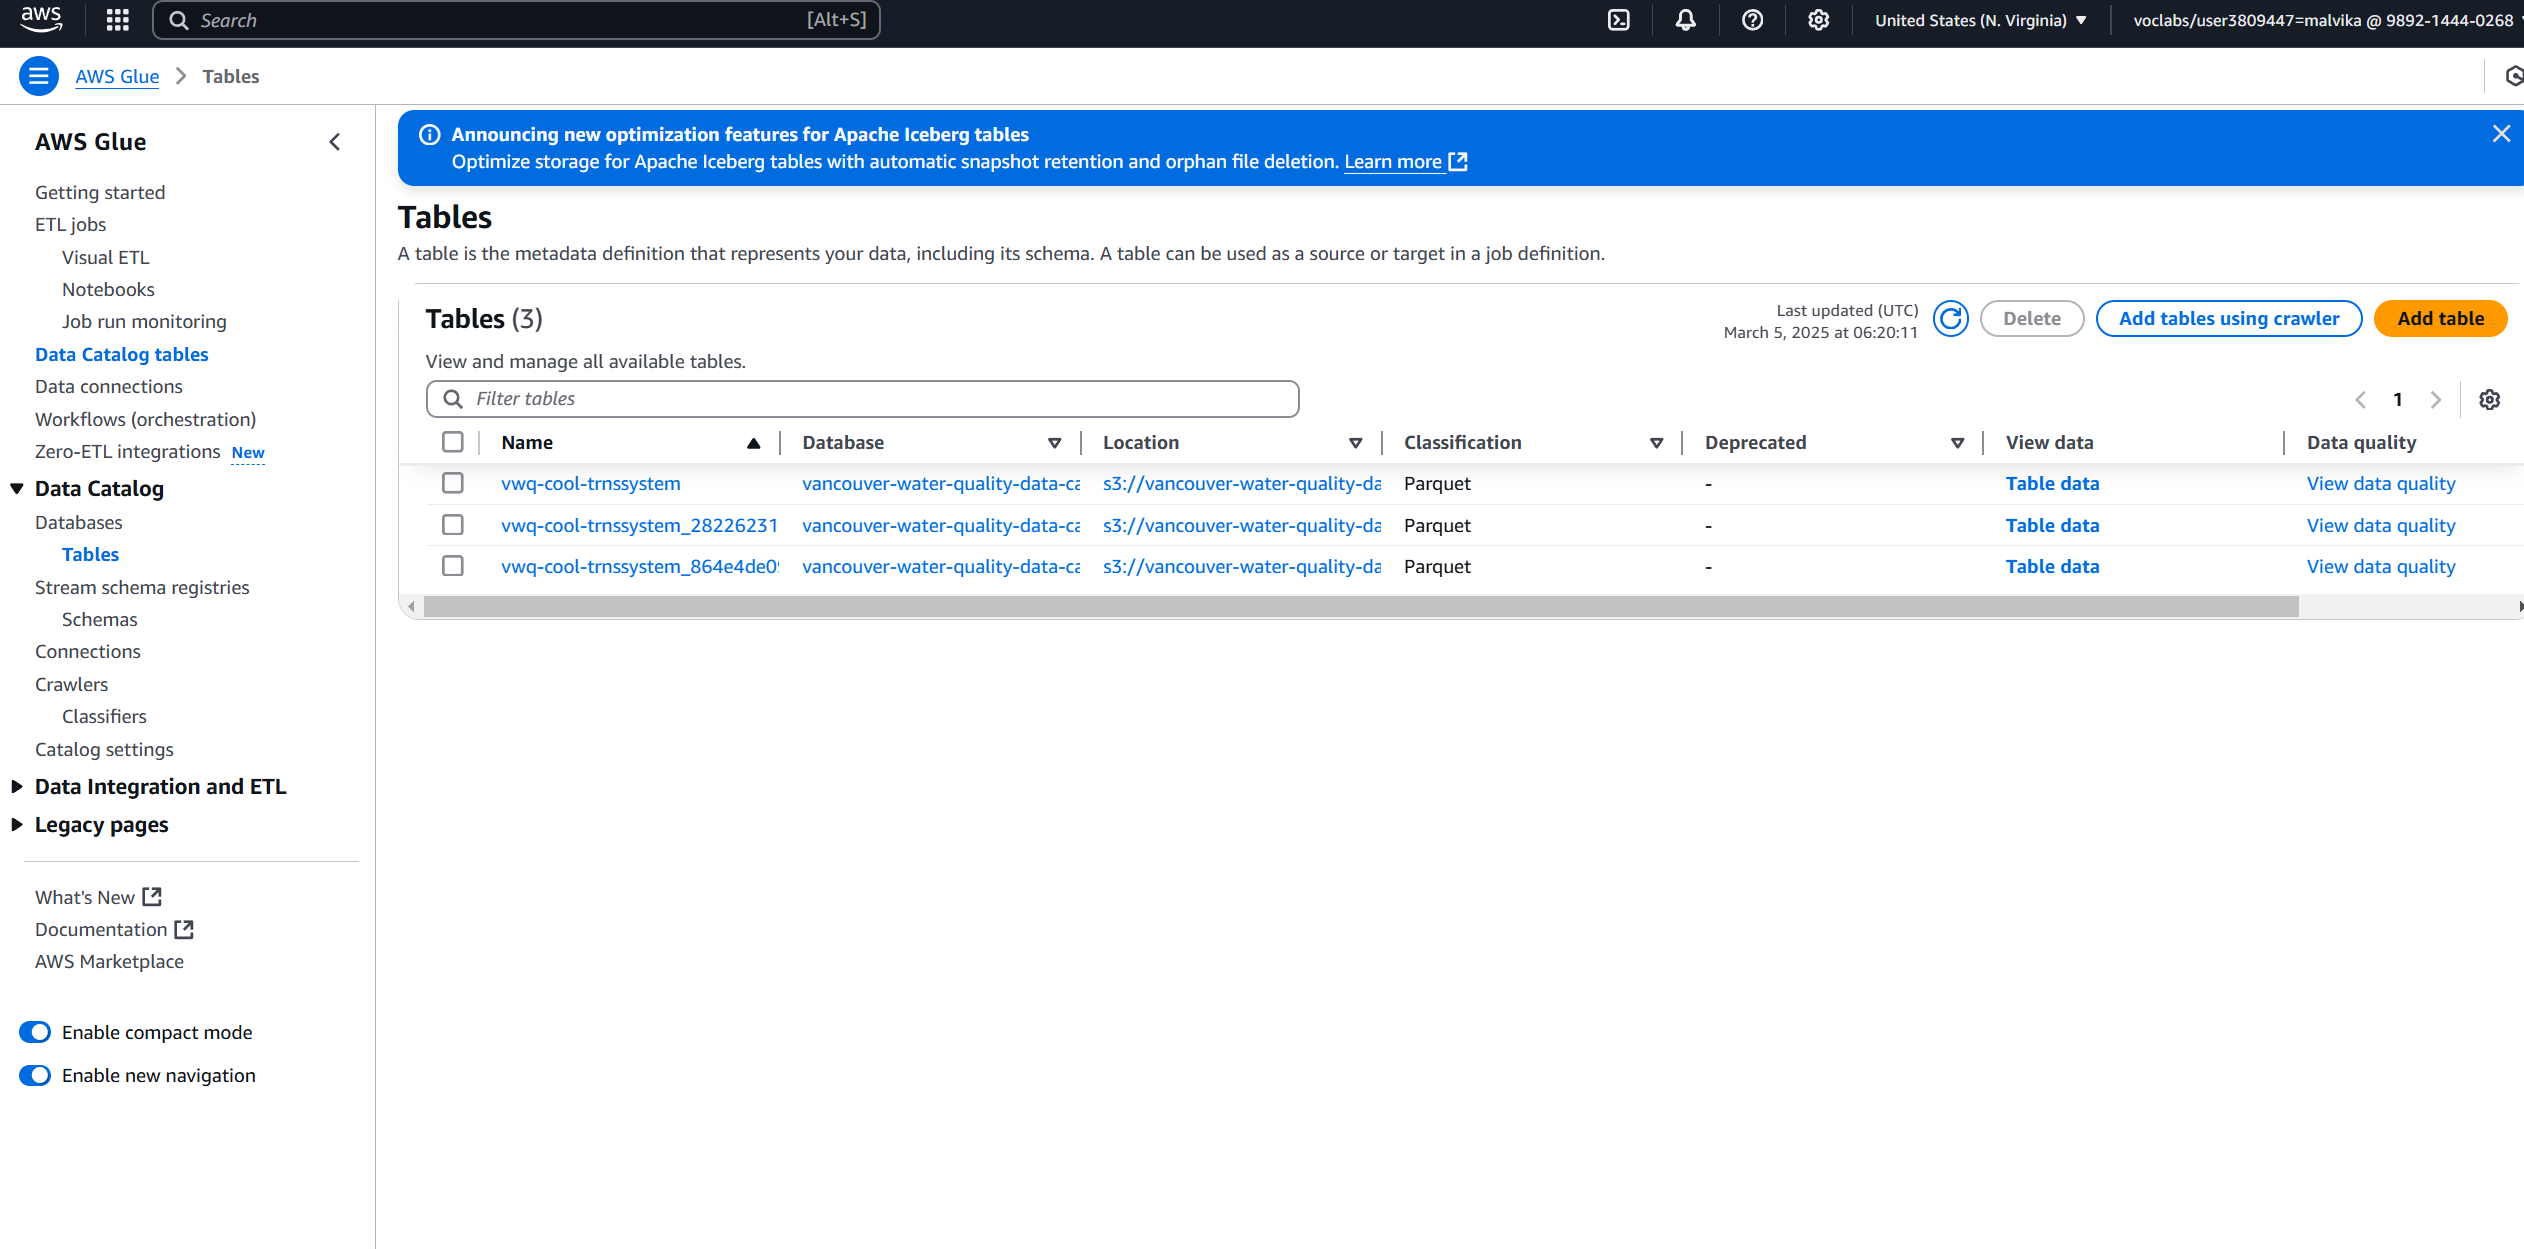 aws
Search [Alt+S]
United States (N. Virginia)
voclabs/user3809447=malvika @ 9892-1444-0268
AWS Glue
Tables
AWS Glue
Getting started
ETL jobs
Visual ETL
Notebooks
Job run monitoring
Data Catalog tables
Data connections
Workflows (orchestration)
Zero-ETL integrations New
Data Catalog
Databases
Tables
Stream schema registries
Schemas
Connections
Crawlers
Classifiers
Catalog settings
Data Integration and ETL
Legacy pages
What's New
Documentation
AWS Marketplace
Enable compact mode
Enable new navigation
Announcing new optimization features for Apache Iceberg tables
Optimize storage for Apache Iceberg tables with automatic snapshot retention and orphan file deletion. Learn more
Tables
A table is the metadata definition that represents your data, including its schema. A table can be used as a source or target in a job definition.
Tables (3)
Last updated (UTC)
March 5, 2025 at 06:20:11
Delete
Add tables using crawler
Add table
View and manage all available tables.
Filter tables
1
Name Database Location Classification Deprecated View data Data quality
vwq-cool-trnssystem vancouver-water-quality-data-ca s3://vancouver-water-quality-da Parquet - Table data View data quality
vwq-cool-trnssystem_28226231 vancouver-water-quality-data-ca s3://vancouver-water-quality-da Parquet - Table data View data quality
vwq-cool-trnssystem_864e4de0 vancouver-water-quality-data-ca s3://vancouver-water-quality-da Parquet - Table data View data quality